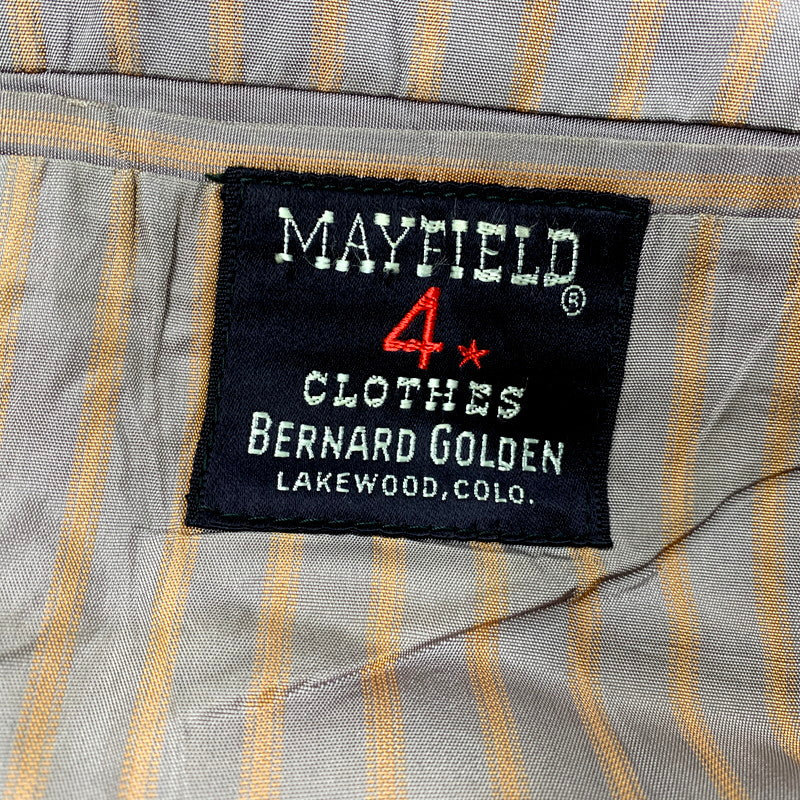 MAYFIELD®
4★
CLOTHES
BERNARD GOLDEN
LAKEWOOD, COLO.